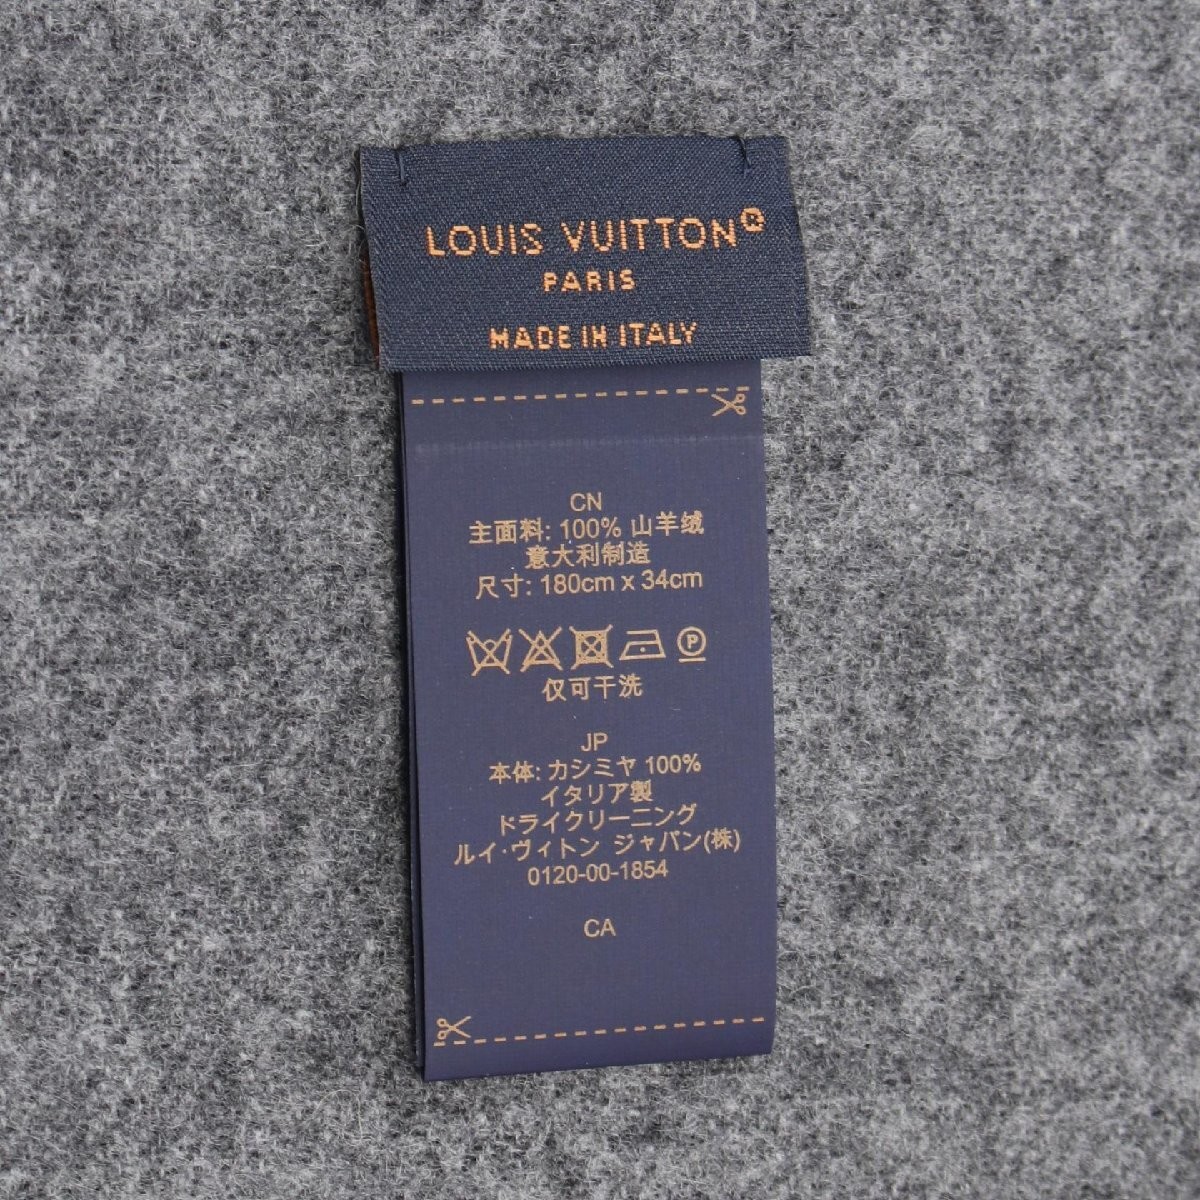 LOUIS VUITTON®
PARIS
MADE IN ITALY
CN
主面料: 100% 山羊绒
意大利制造
尺寸: 180cm x 34cm
P
仅可干洗
JP
本体: カシミヤ 100%
イタリア製
ドライクリーニング
ルイ･ヴィトン ジャパン(株)
0120-00-1854
CA